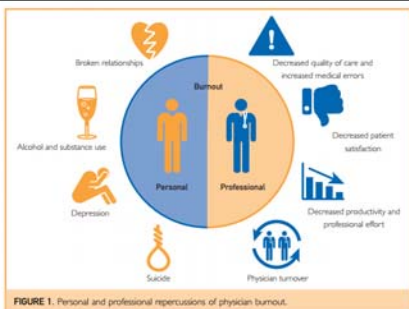 Broken relationships
Alcohol and substance use
Depression
Suicide
Burnout
Personal
Professional
Decreased quality of care and
increased medical errors
Decreased patient
satisfaction
Decreased productivity and
professional effort
Physician turnover
FIGURE 1. Personal and professional repercussions of physician burnout.